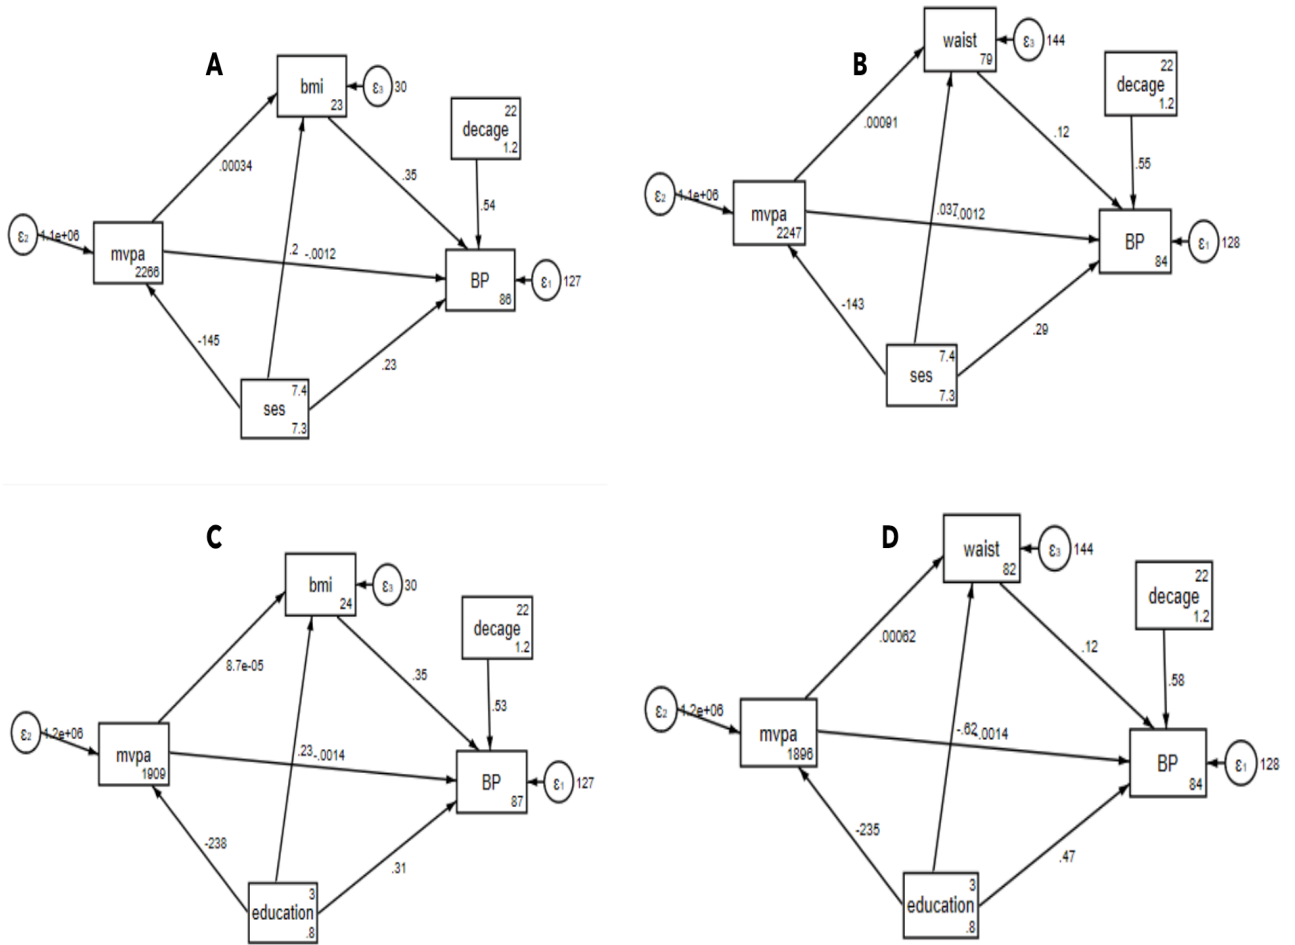 A
bmi
23
ε3
30
22
decage
1.2
.00034
.35
.54
ε2
1.1e+06
mvpa
2266
.2
-.0012
BP
86
ε1
127
-145
.23
7.4
ses
7.3
B
waist
79
ε3
144
22
decage
1.2
.00091
.12
.55
ε2
1.1e+06
mvpa
2247
.037
.0012
BP
84
ε1
128
-143
.29
7.4
ses
7.3
C
bmi
24
ε3
30
22
decage
1.2
8.7e-05
.35
.53
ε2
1.2e+06
mvpa
1909
.23
-.0014
BP
87
ε1
127
-238
.31
3
education
.8
D
waist
82
ε3
144
22
decage
1.2
.00062
.12
.58
ε2
1.2e+06
mvpa
1896
-.62
.0014
BP
84
ε1
128
-235
.47
3
education
.8